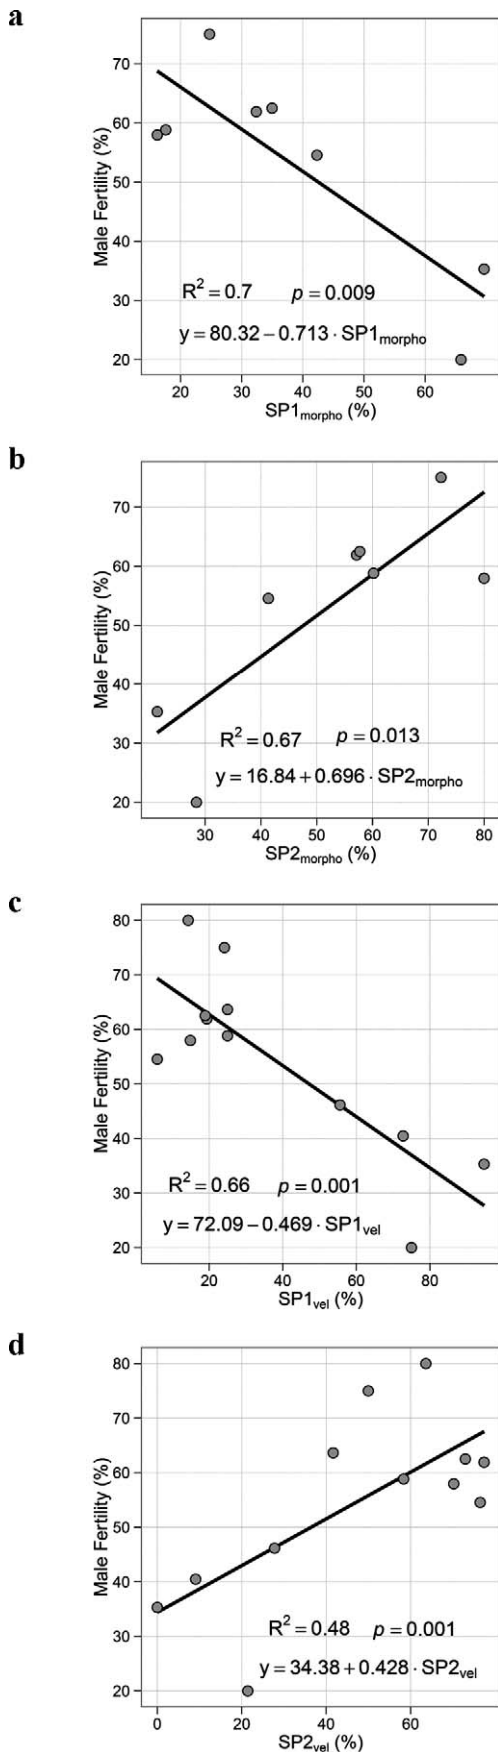 a
Male Fertility (%)
70
60
50
40
30
20
R² = 0.7 p = 0.009
y = 80.32 − 0.713 · SP1morpho
20 30 40 50 60
SP1morpho (%)
b
Male Fertility (%)
70
60
50
40
30
20
R² = 0.67 p = 0.013
y = 16.84 + 0.696 · SP2morpho
30 40 50 60 70 80
SP2morpho (%)
c
Male Fertility (%)
80
70
60
50
40
30
20
R² = 0.66 p = 0.001
y = 72.09 − 0.469 · SP1vel
20 40 60 80
SP1vel (%)
d
Male Fertility (%)
80
70
60
50
40
30
20
R² = 0.48 p = 0.001
y = 34.38 + 0.428 · SP2vel
0 20 40 60
SP2vel (%)